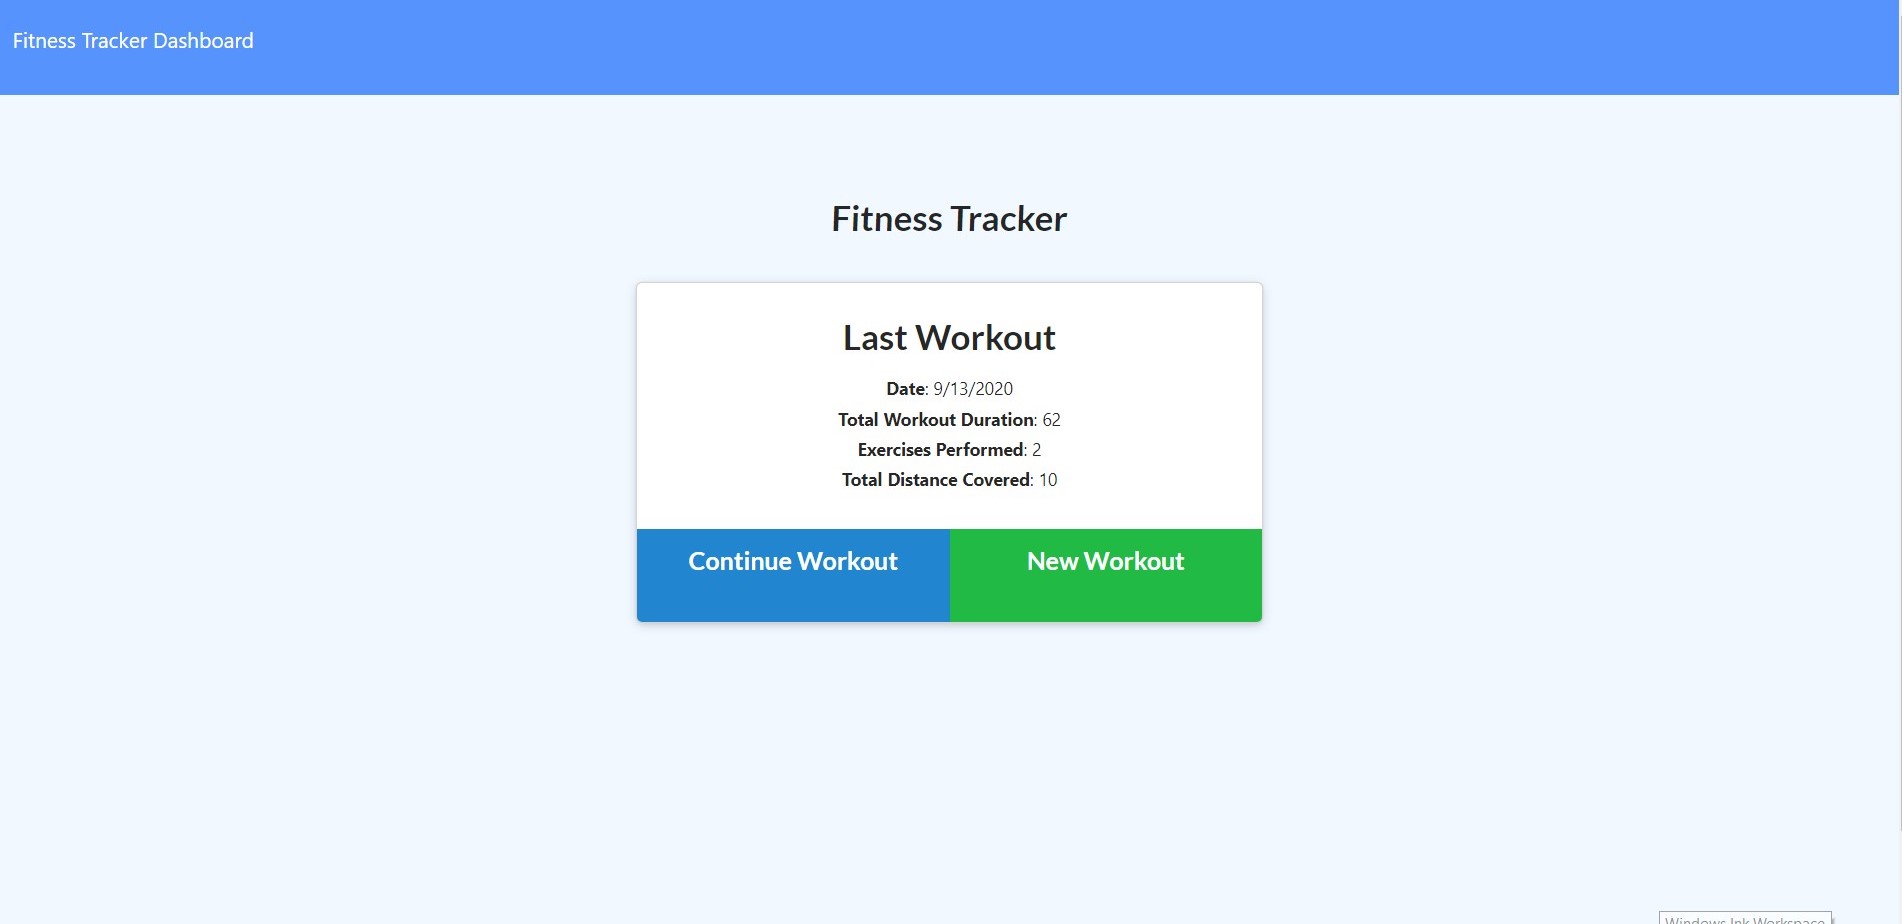 Fitness Tracker Dashboard
Fitness Tracker
Last Workout
Date: 9/13/2020
Total Workout Duration: 62
Exercises Performed: 2
Total Distance Covered: 10
Continue Workout New Workout
Windows Ink Workspace